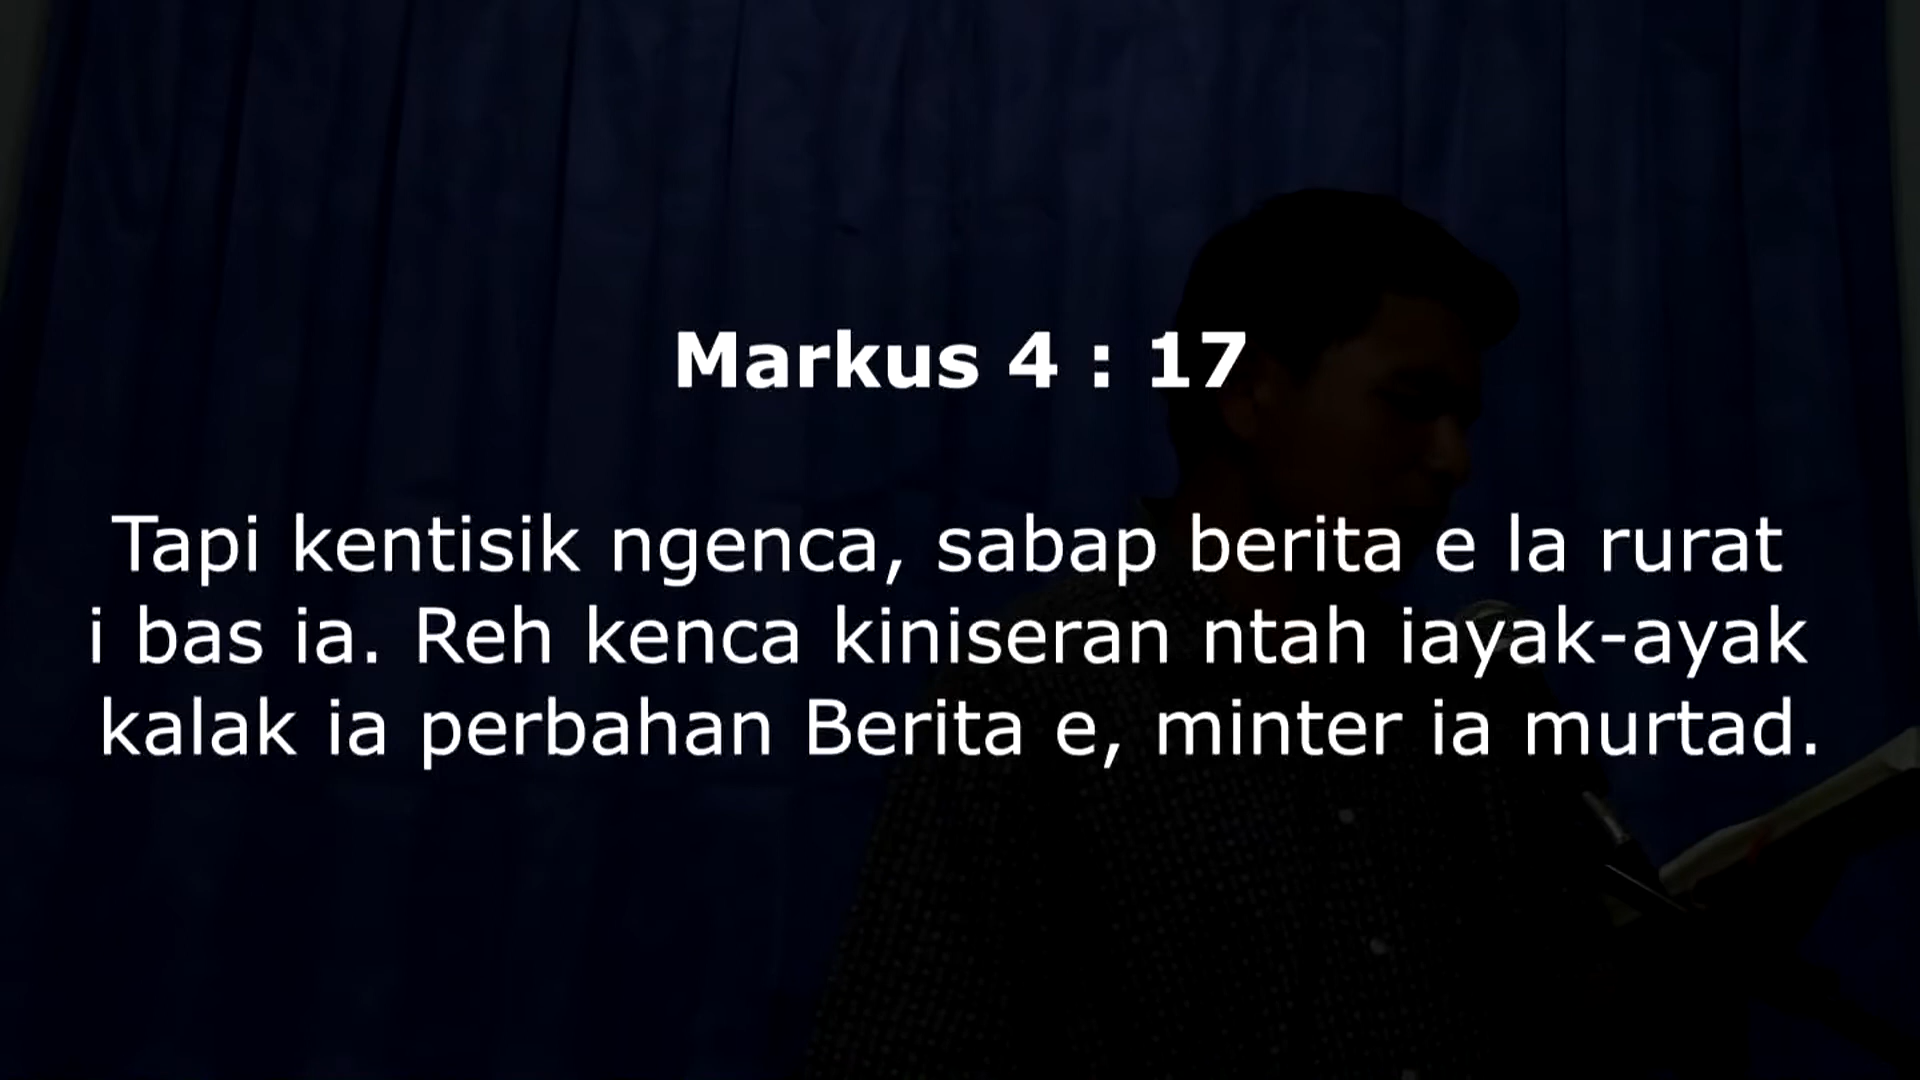 Markus 4 : 17
Tapi kentisik ngenca, sabap berita e la rurat
i bas ia. Reh kenca kiniseran ntah iayak-ayak
kalak ia perbahan Berita e, minter ia murtad.